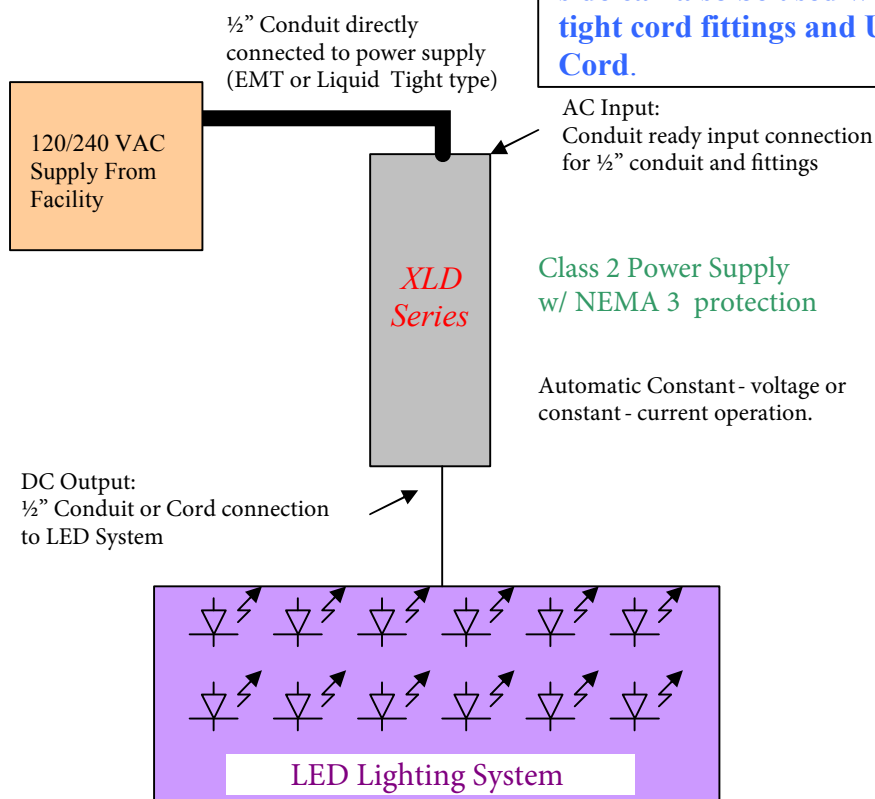 ½” Conduit directly
connected to power supply
(EMT or Liquid Tight type)
tight cord fittings and
Cord.
120/240 VAC
Supply From
Facility
AC Input:
Conduit ready input connection
for ½” conduit and fittings
XLD
Series
Class 2 Power Supply
w/ NEMA 3 protection
Automatic Constant - voltage or
constant - current operation.
DC Output:
½” Conduit or Cord connection
to LED System
LED Lighting System